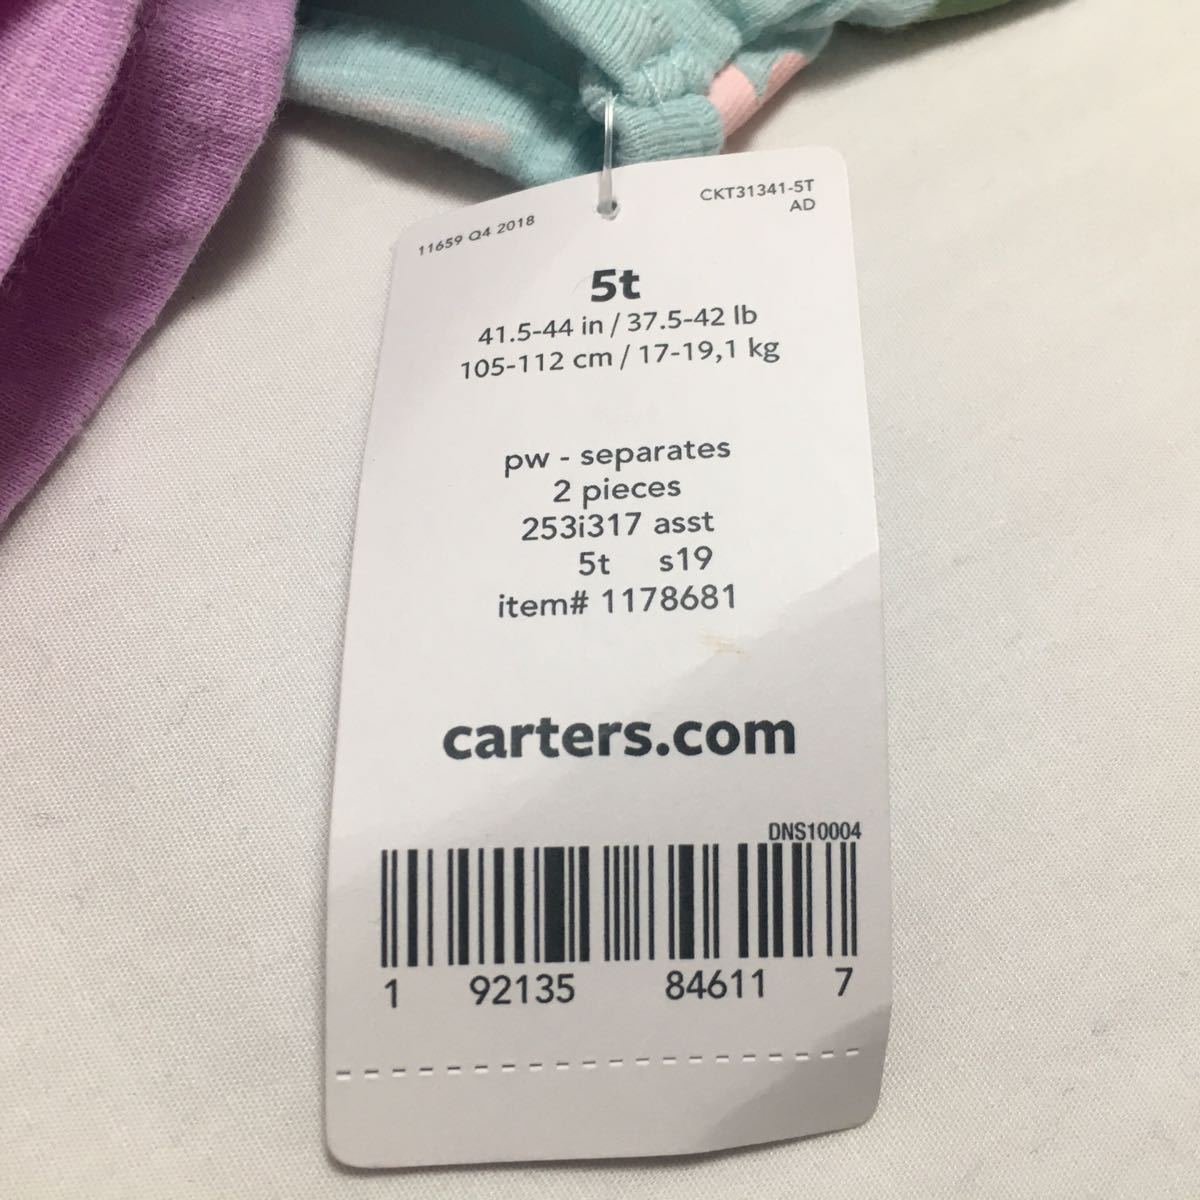 11659 Q4 2018
CKT31341-5T
AD
5t
41.5-44 in / 37.5-42 lb
105-112 cm / 17-19,1 kg
pw - separates
2 pieces
253i317 asst
5t s19
item# 1178681
carters.com
DNS10004
1 92135 84611 7